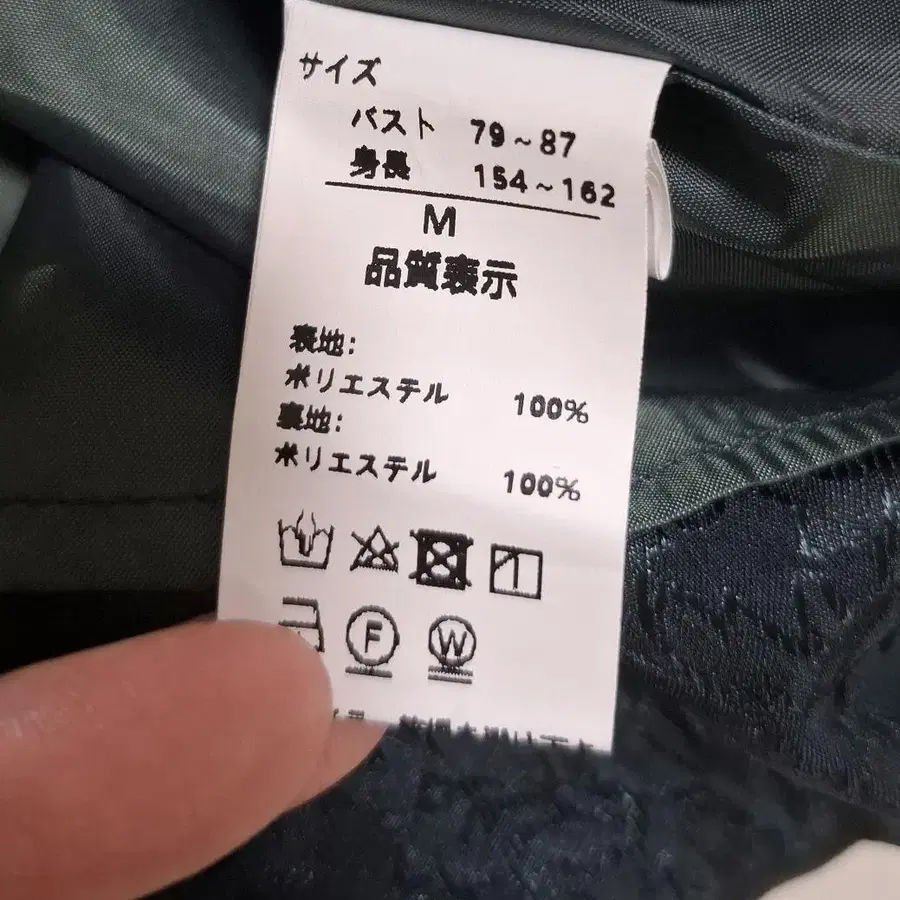 サイズ
バスト 79~87
身長 154~162
M
品質表示
表地:
ポリエステル 100%
裏地:
ポリエステル 100%
F W